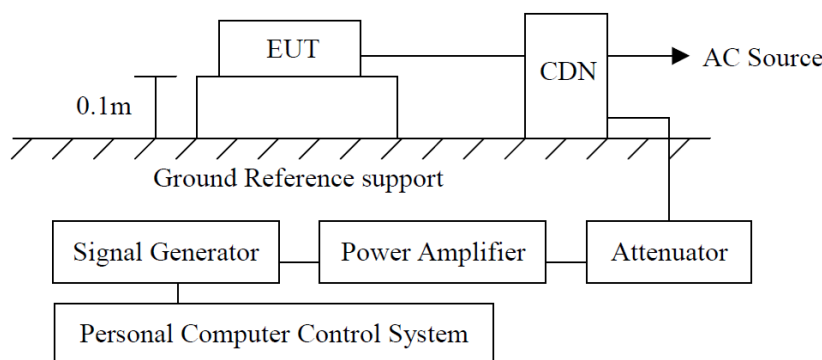 EUT
CDN
AC Source
0.1m
Ground Reference support
Signal Generator
Power Amplifier
Attenuator
Personal Computer Control System